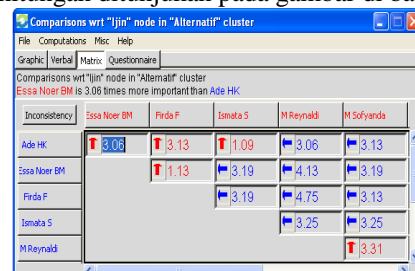 Comparisons wrt "Ijin" node in "Alternatif" cluster
File Computations Misc Help
Graphic Verbal Matrix Questionnaire
Comparisons wrt "Ijin" node in "Alternatif" cluster
Essa Noer BM is 3.06 times more important than Ade HK
Inconsistency Essa Noer BM Firda F Ismata S M Reynaldi M Sofyanda
Ade HK 3.06 3.13 1.09 3.06 3.13
Essa Noer BM 1.13 3.19 4.13 3.19
Firda F 3.19 4.75 3.13
Ismata S 3.25 3.25
M Reynaldi 3.31